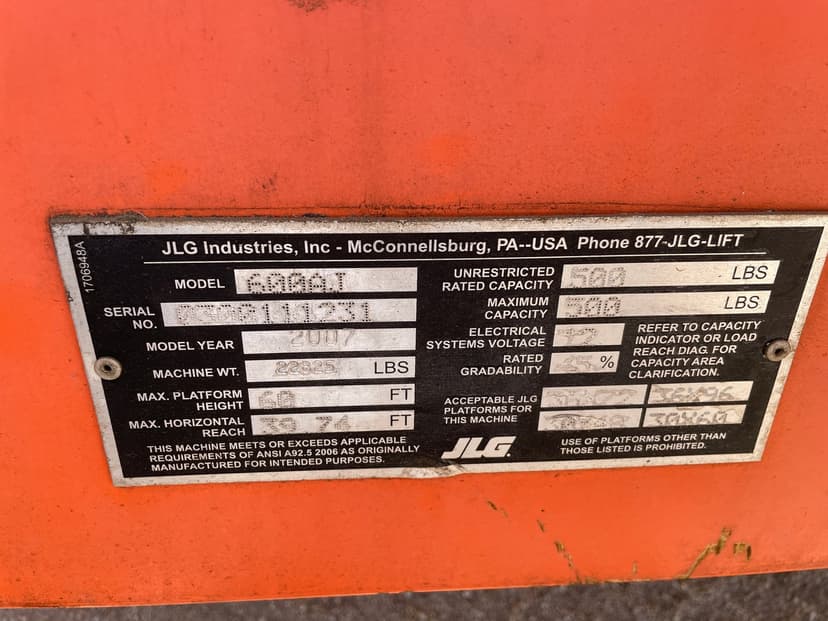 1706948A
JLG Industries, Inc - McConnellsburg, PA--USA Phone 877-JLG-LIFT
MODEL 600AJ
SERIAL NO. 0300111231
MODEL YEAR 2007
MACHINE WT. LBS
MAX. PLATFORM HEIGHT 60 FT
MAX. HORIZONTAL REACH 39.74 FT
THIS MACHINE MEETS OR EXCEEDS APPLICABLE
REQUIREMENTS OF ANSI A92.5 2006 AS ORIGINALLY
MANUFACTURED FOR INTENDED PURPOSES.
UNRESTRICTED
RATED CAPACITY 500 LBS
MAXIMUM
CAPACITY 500 LBS
ELECTRICAL
SYSTEMS VOLTAGE 12
RATED
GRADABILITY %
REFER TO CAPACITY
INDICATOR OR LOAD
REACH DIAG. FOR
CAPACITY AREA
CLARIFICATION.
ACCEPTABLE JLG
PLATFORMS FOR
THIS MACHINE
36X96
30X60
JLG.
USE OF PLATFORMS OTHER THAN
THOSE LISTED IS PROHIBITED.